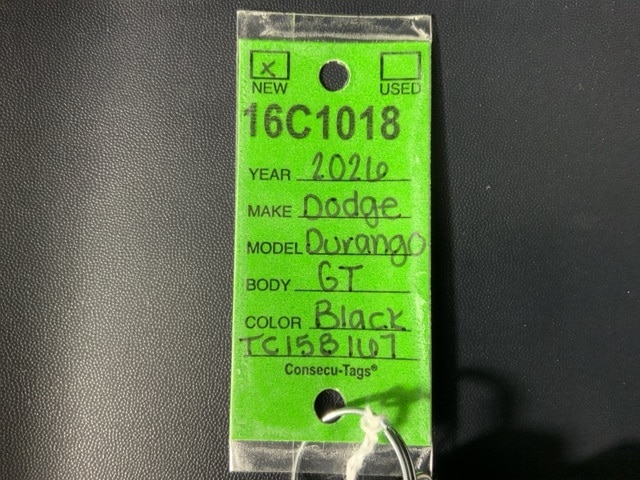 X
NEW USED
16C1018
YEAR 2026
MAKE Dodge
MODEL Durango
BODY GT
COLOR Black
TC158167
Consecu-Tags®